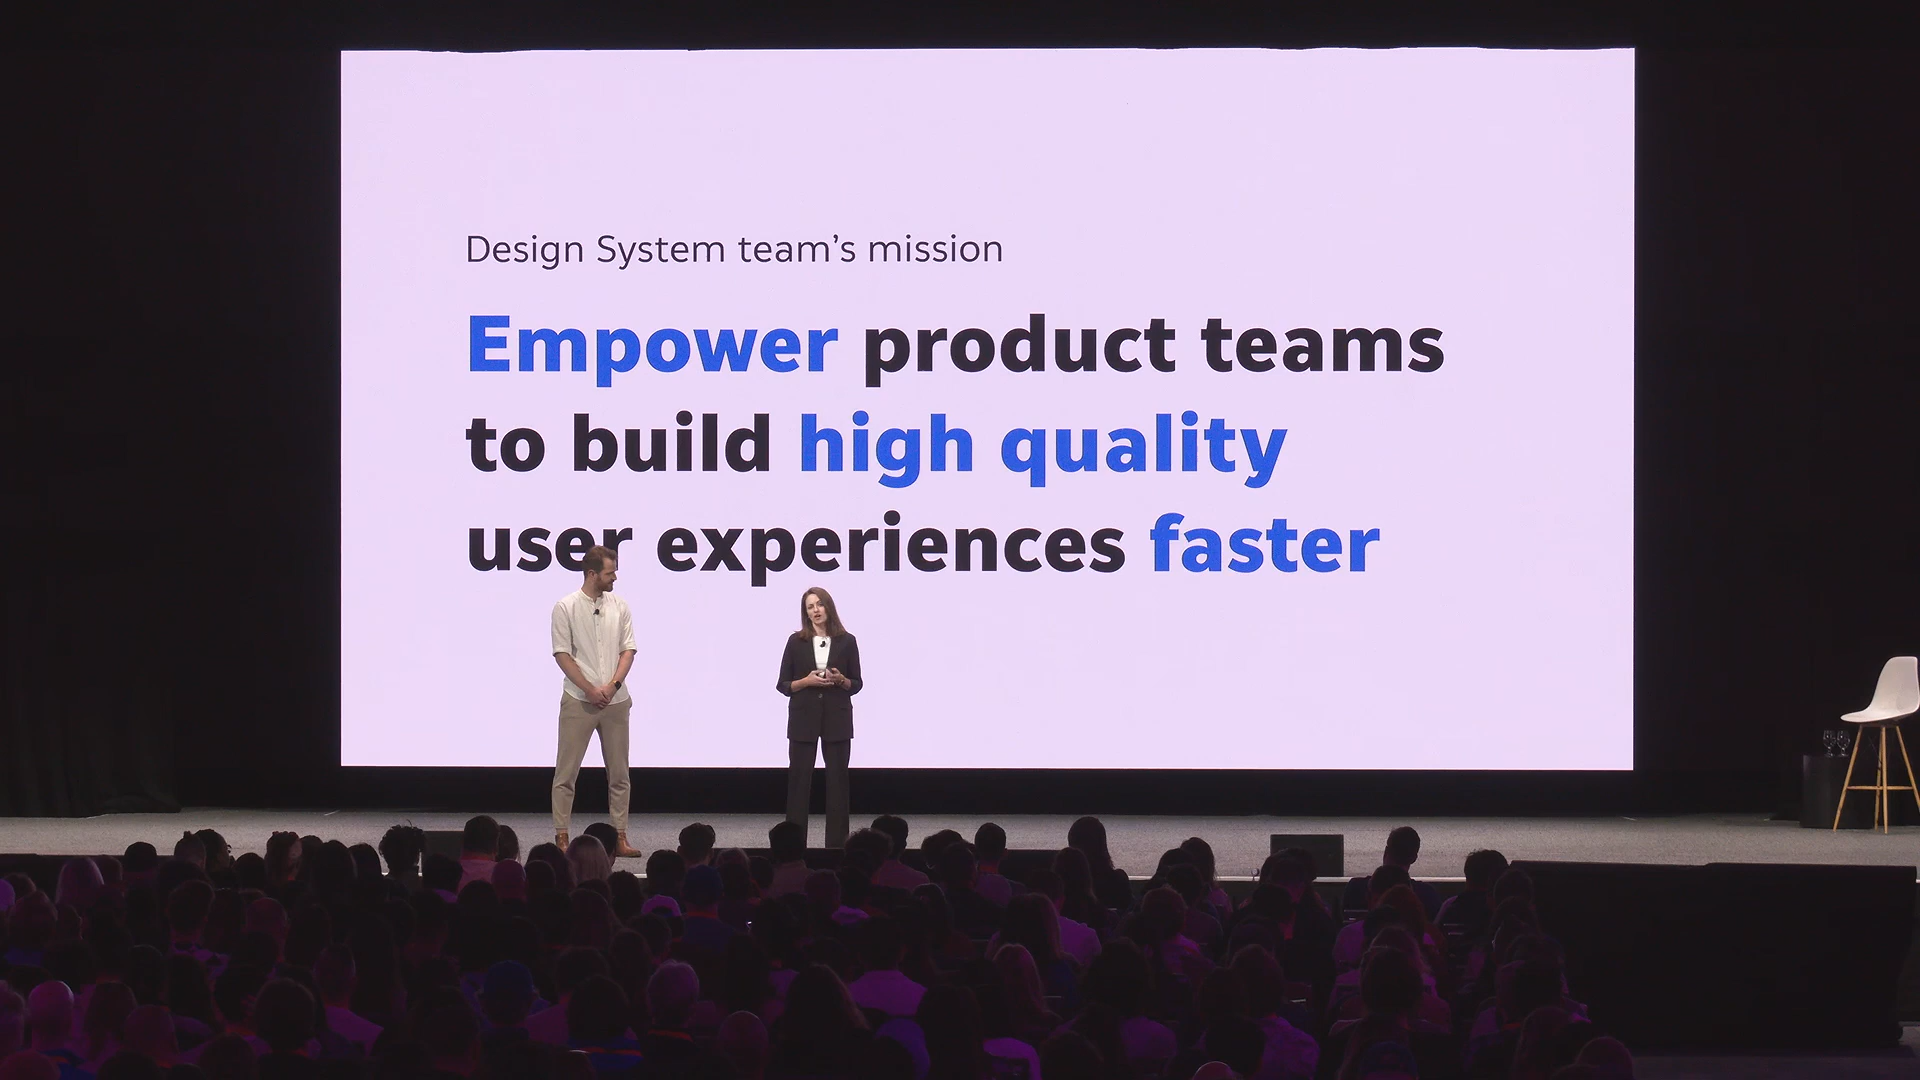 Design System team’s mission
Empower product teams
to build high quality
user experiences faster